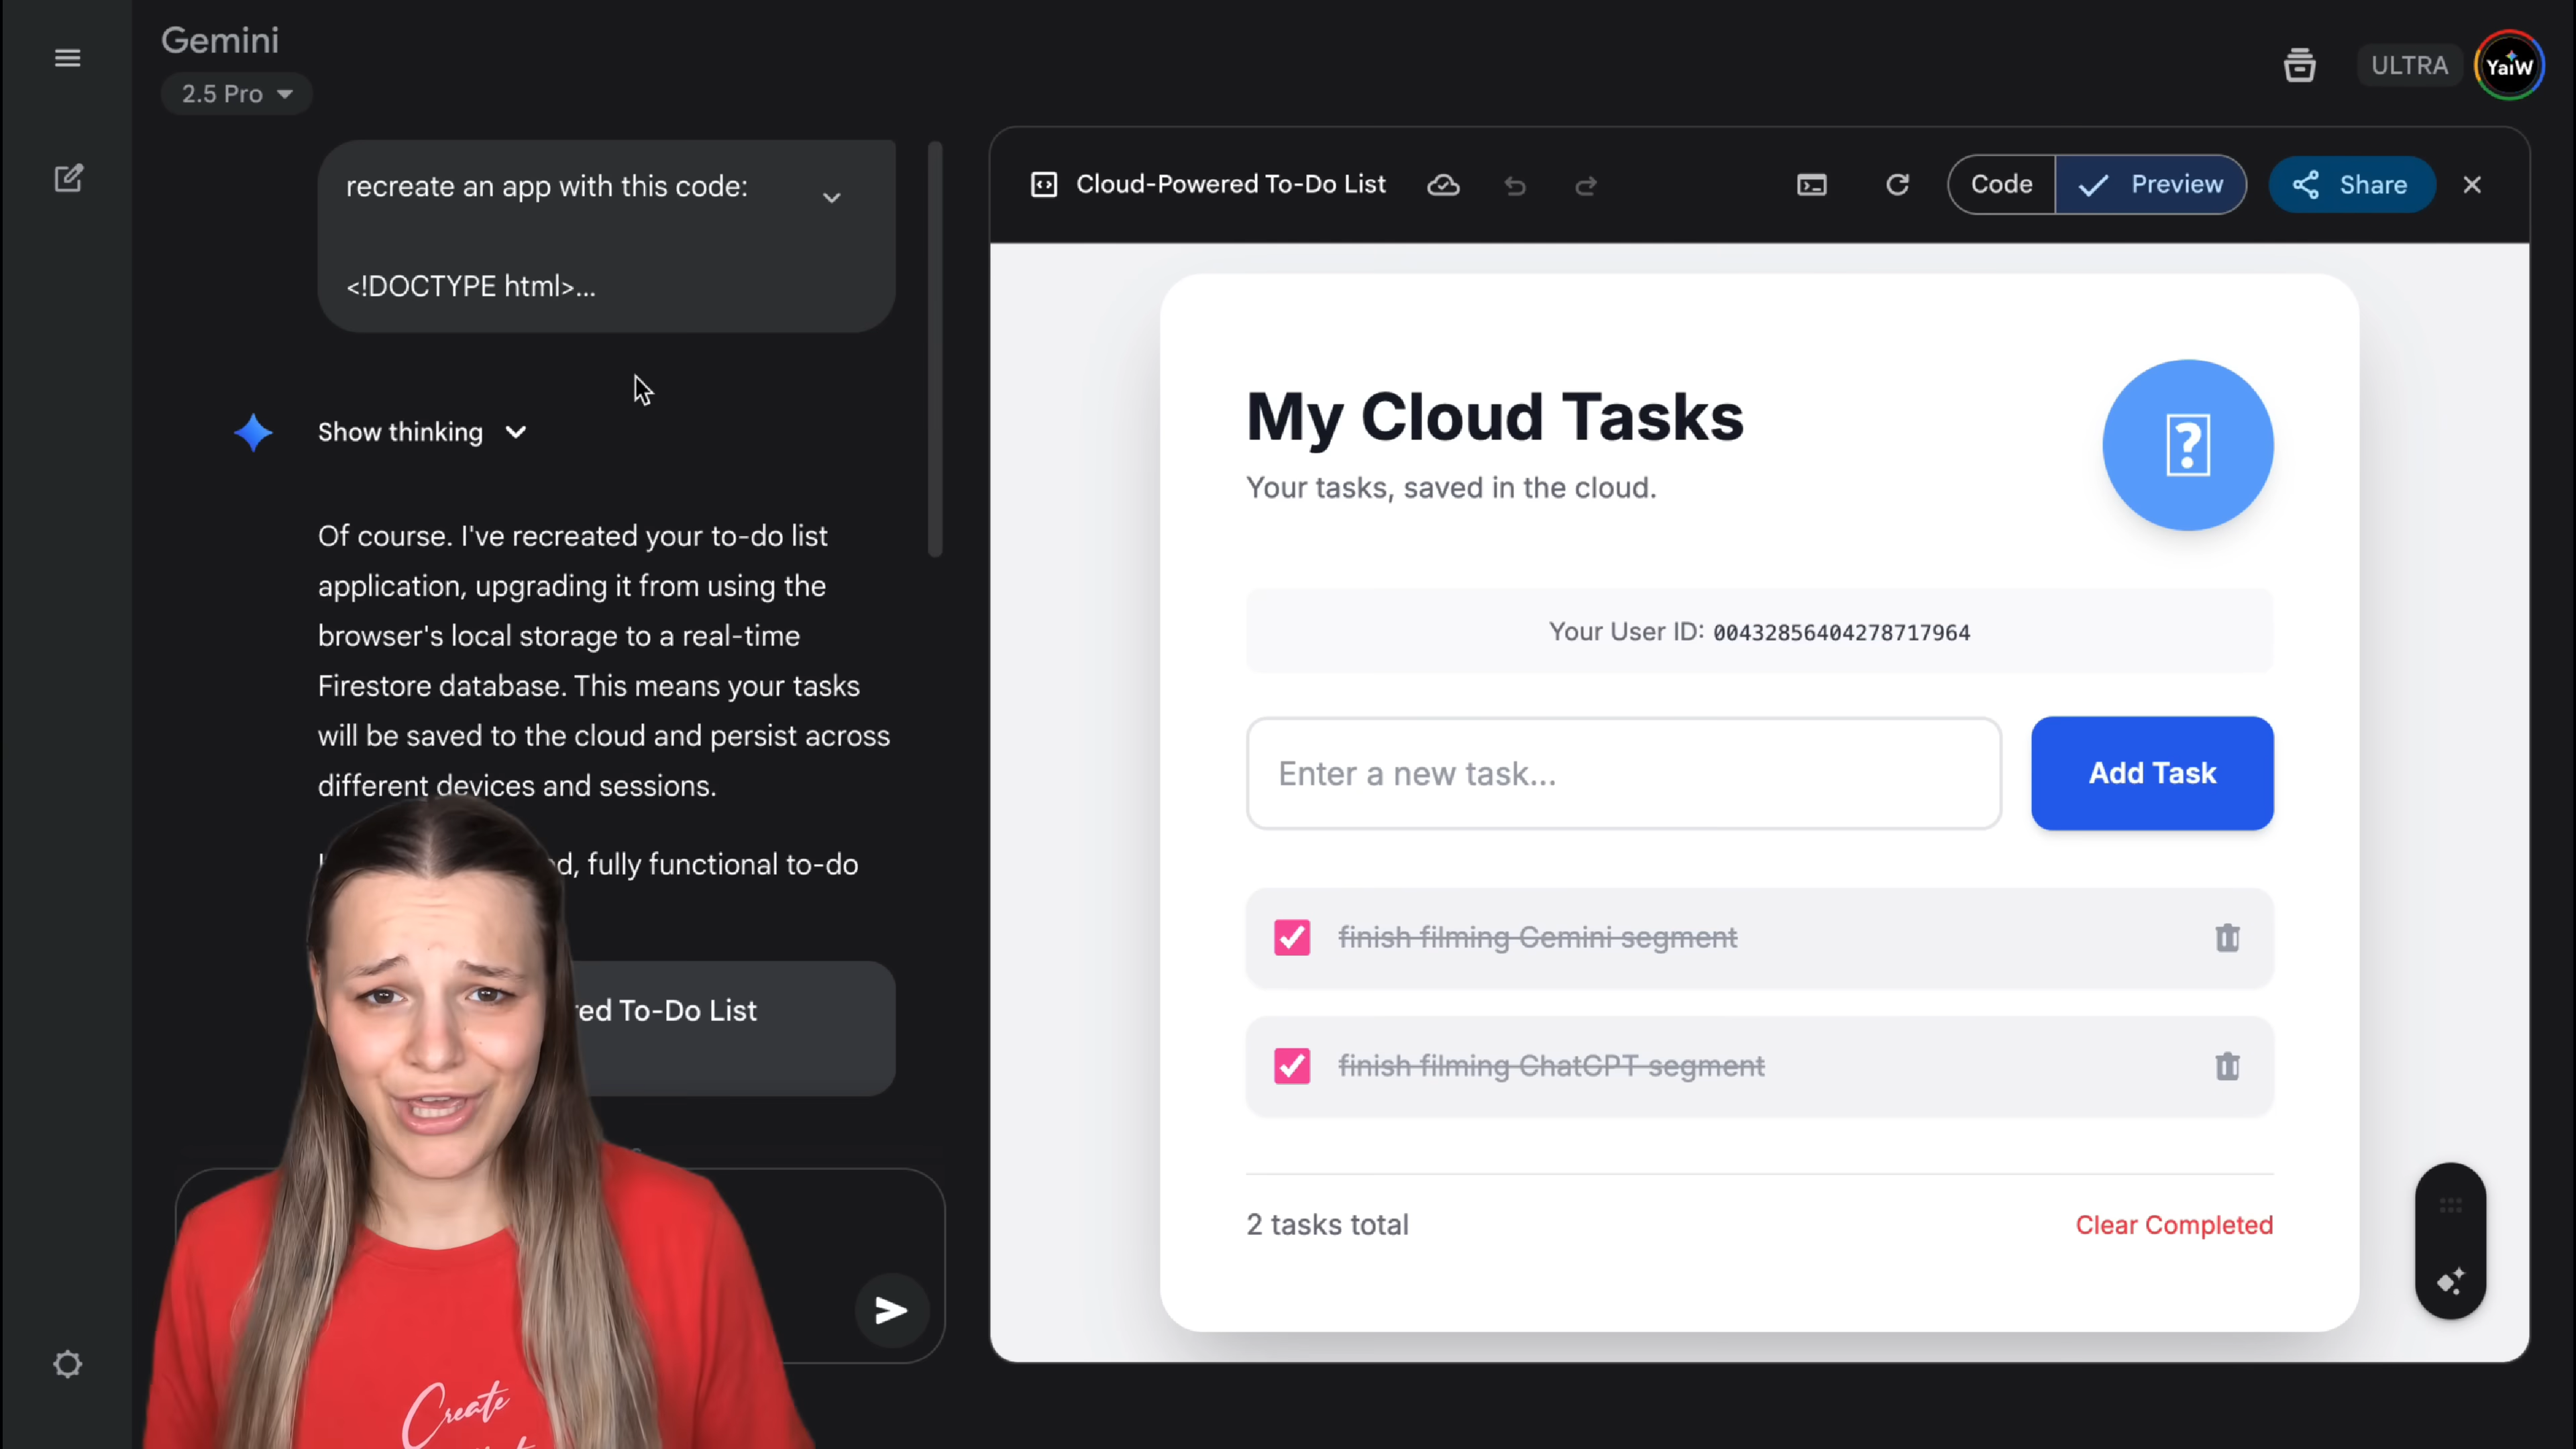 Gemini
2.5 Pro
ULTRA
YaiW
recreate an app with this code:
<!DOCTYPE html>...
Show thinking
Of course. I've recreated your to-do list
application, upgrading it from using the
browser's local storage to a real-time
Firestore database. This means your tasks
will be saved to the cloud and persist across
different devices and sessions.
fully functional to-do
To-Do List
Create
Cloud-Powered To-Do List
Code
Preview
Share
My Cloud Tasks
Your tasks, saved in the cloud.
?
Your User ID: 00432856404278717964
Enter a new task...
Add Task
finish filming Gemini segment
finish filming ChatGPT segment
2 tasks total
Clear Completed